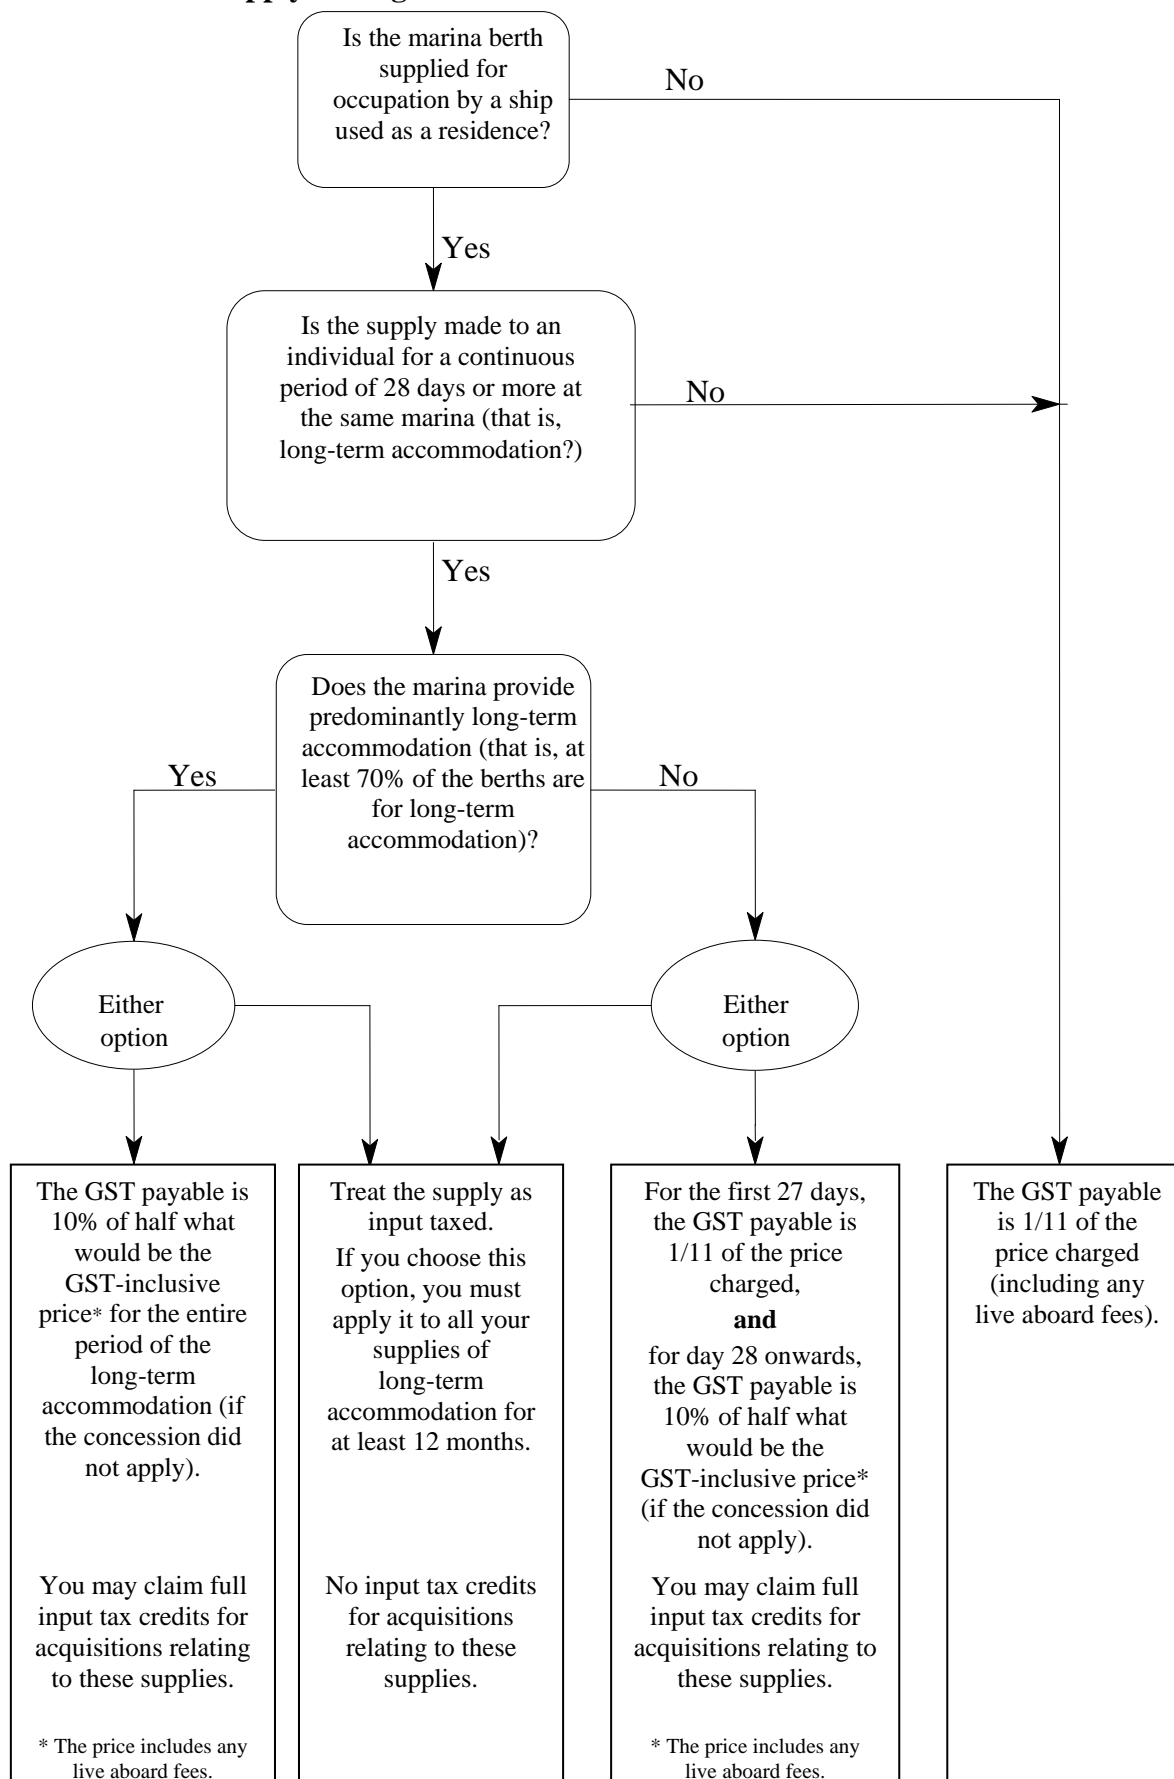 Is the marina berth
supplied for
occupation by a ship
used as a residence?
No
Yes
Is the supply made to an
individual for a continuous
period of 28 days or more at
the same marina (that is,
long-term accommodation?)
No
Yes
Does the marina provide
predominantly long-term
accommodation (that is, at
least 70% of the berths are
for long-term
accommodation)?
Yes
No
Either
option
Either
option
The GST payable is
10% of half what
would be the
GST-inclusive
price* for the entire
period of the
long-term
accommodation (if
the concession did
not apply).
You may claim full
input tax credits for
acquisitions relating
to these supplies.
* The price includes any
live aboard fees.
Treat the supply as
input taxed.
If you choose this
option, you must
apply it to all your
supplies of
long-term
accommodation for
at least 12 months.
No input tax credits
for acquisitions
relating to these
supplies.
For the first 27 days,
the GST payable is
1/11 of the price
charged,
and
for day 28 onwards,
the GST payable is
10% of half what
would be the
GST-inclusive price*
(if the concession did
not apply).
You may claim full
input tax credits for
acquisitions relating to
these supplies.
* The price includes any
live aboard fees.
The GST payable
is 1/11 of the
price charged
(including any
live aboard fees).